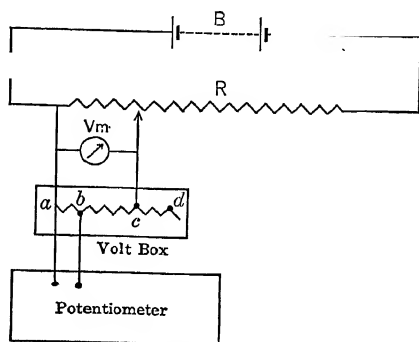 B
R
Vm.
a b c d
Volt Box
Potentiometer